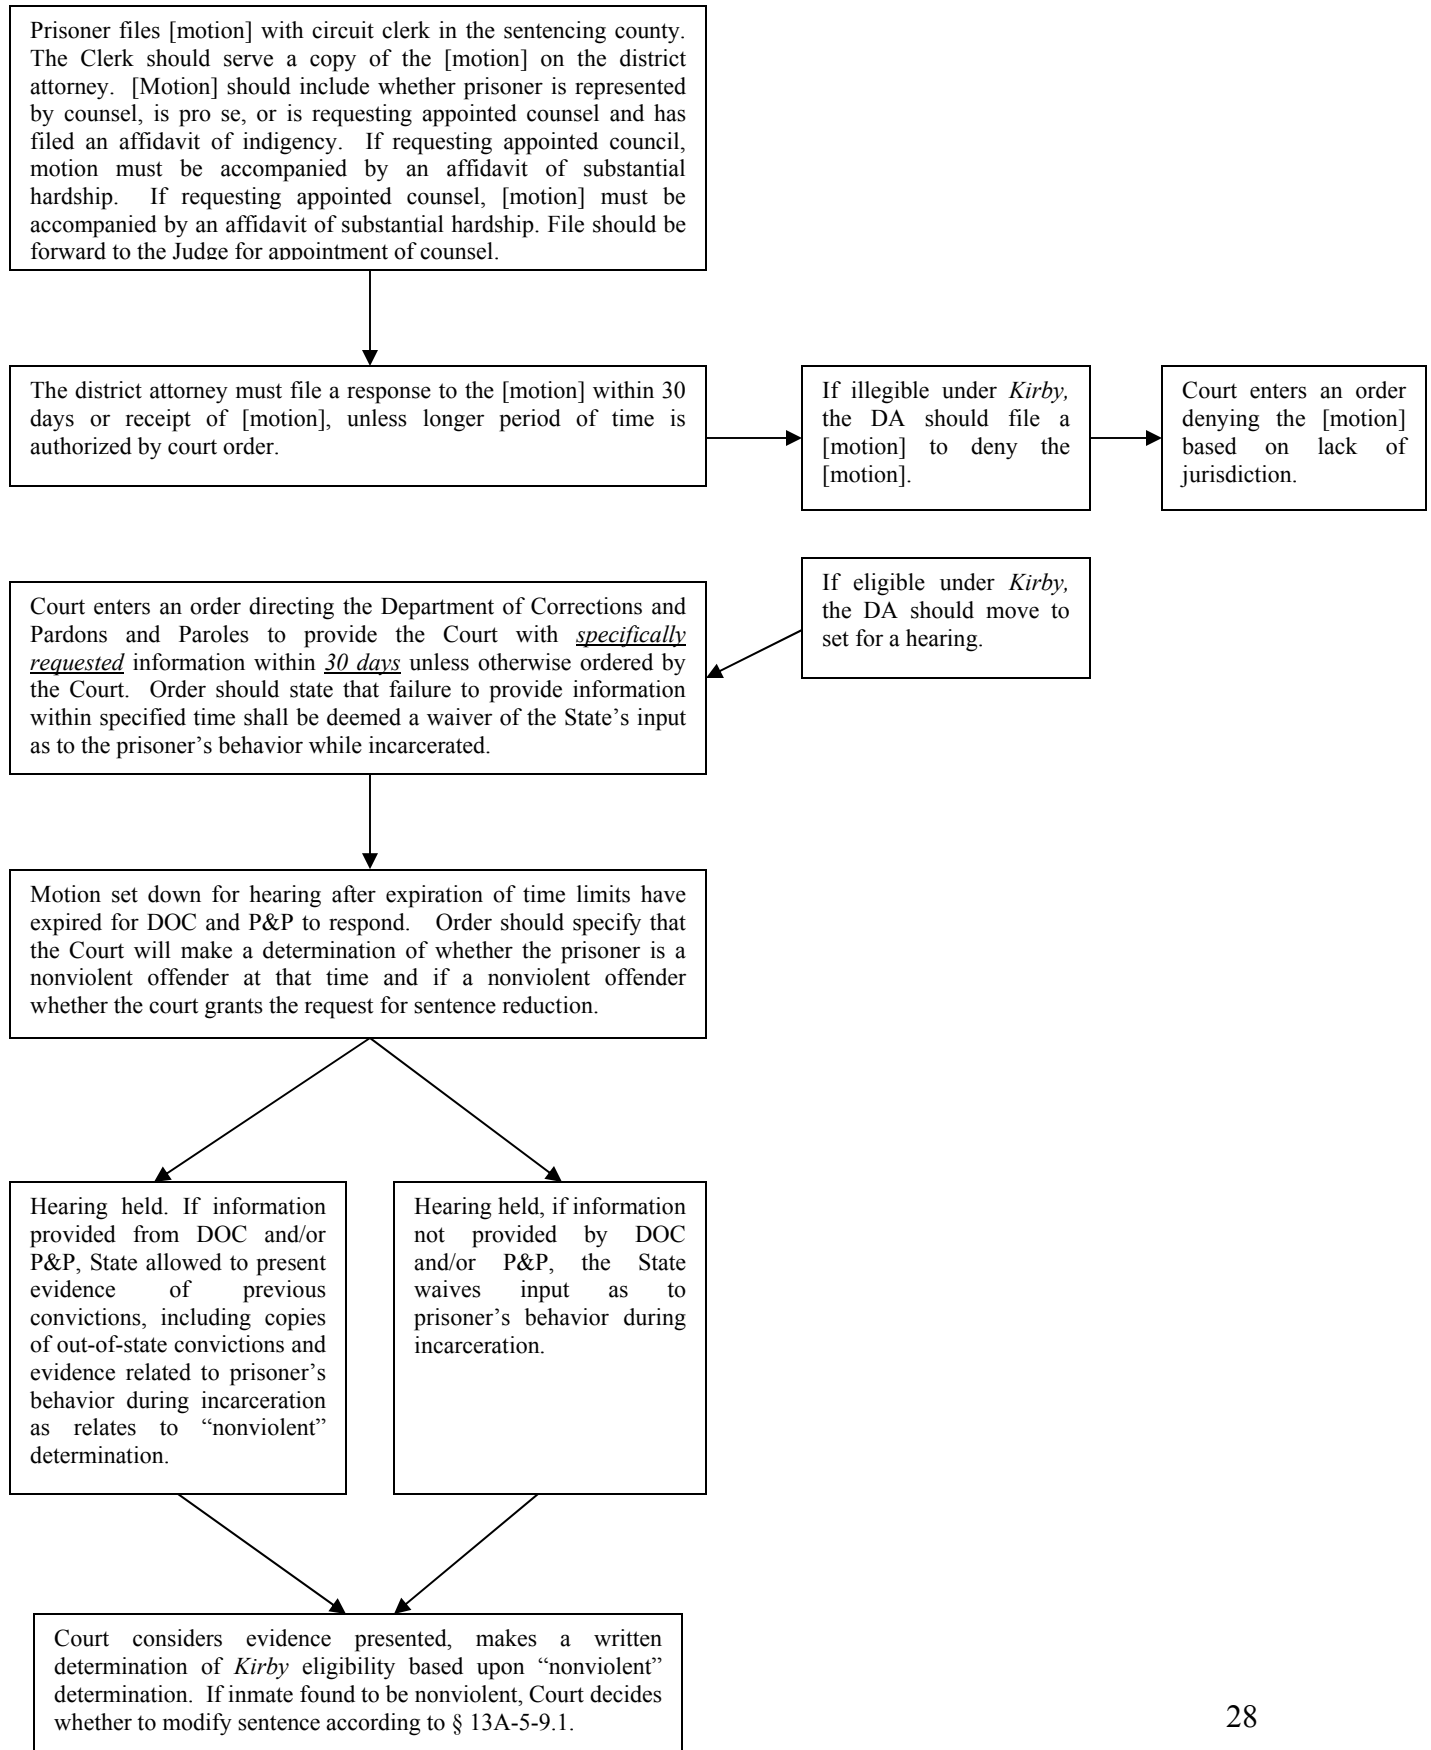 Prisoner files [motion] with circuit clerk in the sentencing county.
The Clerk should serve a copy of the [motion] on the district
attorney. [Motion] should include whether prisoner is represented
by counsel, is pro se, or is requesting appointed counsel and has
filed an affidavit of indigency. If requesting appointed council,
motion must be accompanied by an affidavit of substantial
hardship. If requesting appointed counsel, [motion] must be
accompanied by an affidavit of substantial hardship. File should be
forward to the Judge for appointment of counsel.
The district attorney must file a response to the [motion] within 30
days or receipt of [motion], unless longer period of time is
authorized by court order.
If illegible under Kirby,
the DA should file a
[motion] to deny the
[motion].
Court enters an order
denying the [motion]
based on lack of
jurisdiction.
If eligible under Kirby,
the DA should move to
set for a hearing.
Court enters an order directing the Department of Corrections and
Pardons and Paroles to provide the Court with specifically
requested information within 30 days unless otherwise ordered by
the Court. Order should state that failure to provide information
within specified time shall be deemed a waiver of the State’s input
as to the prisoner’s behavior while incarcerated.
Motion set down for hearing after expiration of time limits have
expired for DOC and P&P to respond. Order should specify that
the Court will make a determination of whether the prisoner is a
nonviolent offender at that time and if a nonviolent offender
whether the court grants the request for sentence reduction.
Hearing held. If information
provided from DOC and/or
P&P, State allowed to present
evidence of previous
convictions, including copies
of out-of-state convictions and
evidence related to prisoner’s
behavior during incarceration
as relates to “nonviolent”
determination.
Hearing held, if information
not provided by DOC
and/or P&P, the State
waives input as to
prisoner’s behavior during
incarceration.
Court considers evidence presented, makes a written
determination of Kirby eligibility based upon “nonviolent”
determination. If inmate found to be nonviolent, Court decides
whether to modify sentence according to § 13A-5-9.1.
28